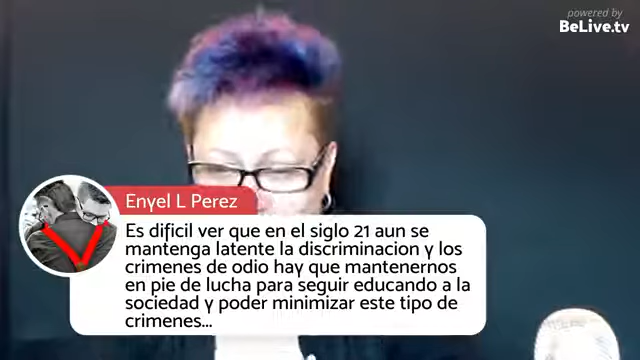 powered by
BeLive.tv
Enyel L Perez
Es dificil ver que en el siglo 21 aun se
mantenga latente la discriminacion y los
crimenes de odio hay que mantenernos
en pie de lucha para seguir educando a la
sociedad y poder minimizar este tipo de
crimenes...